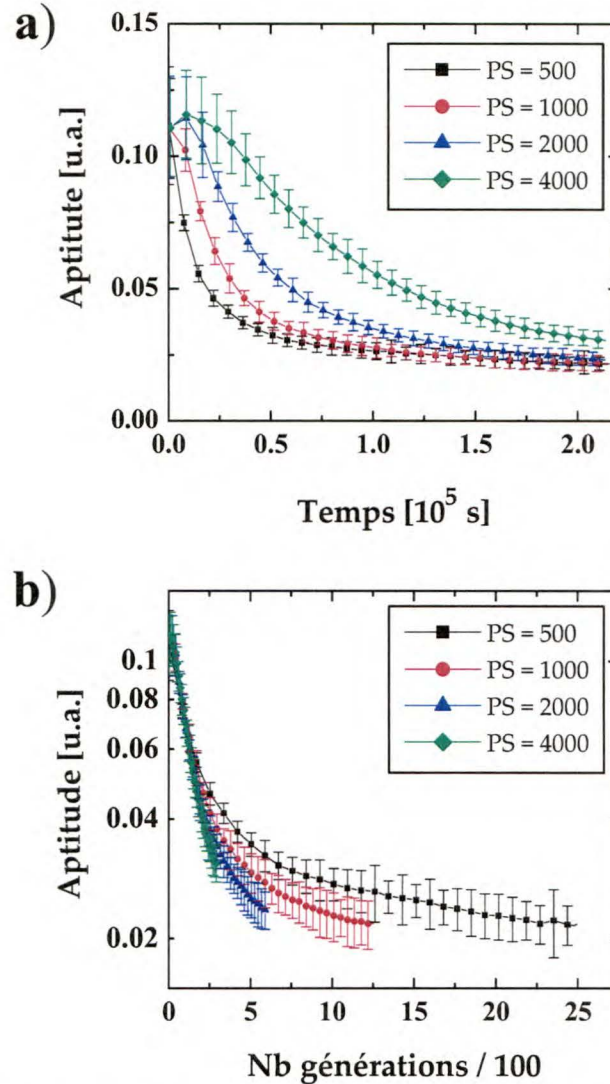 a)
0.15
0.10
0.05
0.00
Aptitute [u.a.]
PS = 500
PS = 1000
PS = 2000
PS = 4000
0.0 0.5 1.0 1.5 2.0
Temps [10⁵ s]
b)
0.1
0.08
0.06
0.04
0.02
Aptitude [u.a.]
PS = 500
PS = 1000
PS = 2000
PS = 4000
0 5 10 15 20 25
Nb générations / 100